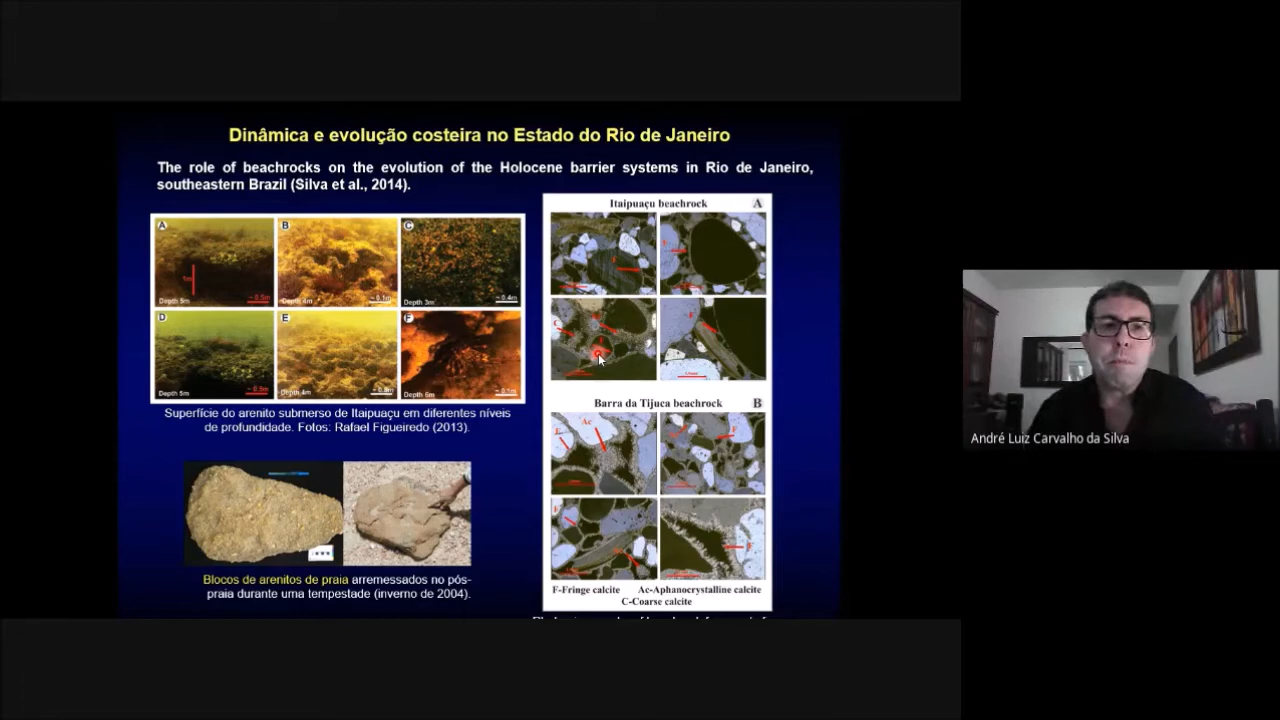 Dinâmica e evolução costeira no Estado do Rio de Janeiro
The role of beachrocks on the evolution of the Holocene barrier systems in Rio de Janeiro,
southeastern Brazil (Silva et al., 2014).
A
B
C
Depth 5m
Depth 4m
Depth 3m
~ 0.4m
D
E
F
Depth 5m
Depth 4m
Depth 6m
Superfície do arenito submerso de Itaipuaçu em diferentes níveis
de profundidade. Fotos: Rafael Figueiredo (2013).
Blocos de arenitos de praia arremessados no pós-
praia durante uma tempestade (inverno de 2004).
Itaipuaçu beachrock A
Barra da Tijuca beachrock B
Ac
F-Fringe calcite Ac-Aphanocrystalline calcite
C-Coarse calcite
André Luiz Carvalho da Silva